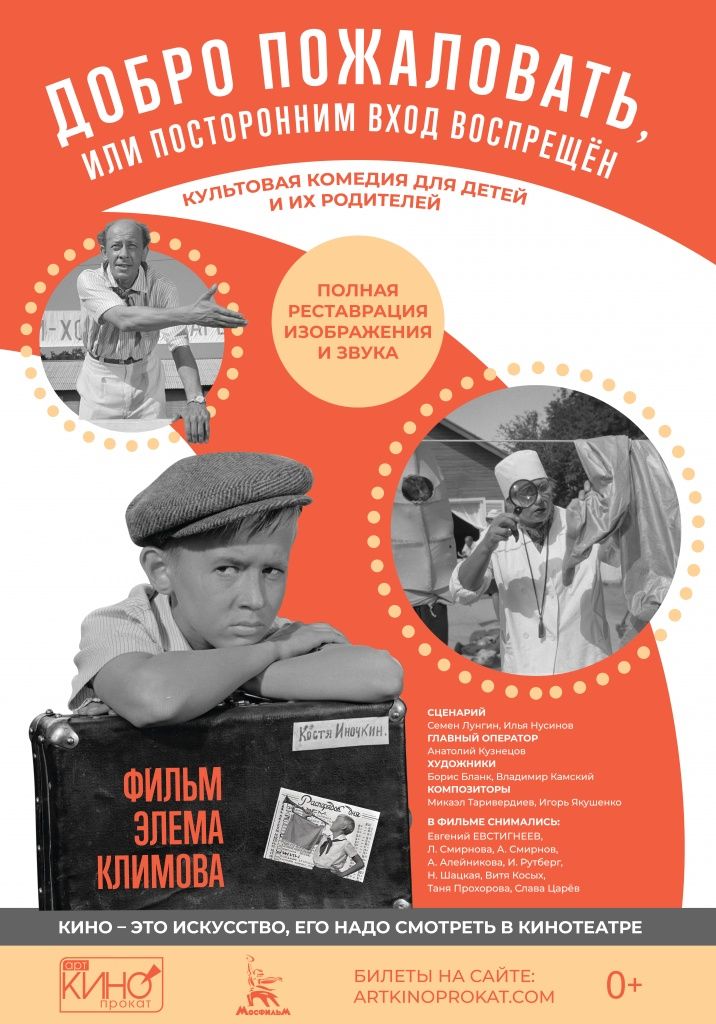 ДОБРО ПОЖАЛОВАТЬ,
ИЛИ ПОСТОРОННИМ ВХОД ВОСПРЕЩЁН
КУЛЬТОВАЯ КОМЕДИЯ ДЛЯ ДЕТЕЙ
И ИХ РОДИТЕЛЕЙ
ПОЛНАЯ
РЕСТАВРАЦИЯ
ИЗОБРАЖЕНИЯ
И ЗВУКА
СЦЕНАРИЙ
Семен Лунгин, Илья Нусинов
ГЛАВНЫЙ ОПЕРАТОР
Анатолий Кузнецов
ХУДОЖНИКИ
Борис Бланк, Владимир Камский
КОМПОЗИТОРЫ
Микаэл Таривердиев, Игорь Якушенко
В ФИЛЬМЕ СНИМАЛИСЬ:
Евгений ЕВСТИГНЕЕВ,
Л. Смирнова, А. Смирнов,
А. Алейникова, И. Рутберг,
Н. Шацкая, Витя Косых,
Таня Прохорова, Слава Царёв
Костя Иночкин.
Распорядок дня
ФИЛЬМ
ЭЛЕМА
КЛИМОВА
КИНО – ЭТО ИСКУССТВО, ЕГО НАДО СМОТРЕТЬ В КИНОТЕАТРЕ
арт
КИНО
прокат
МОСФИЛЬМ
БИЛЕТЫ НА САЙТЕ:
ARTKINOPROKAT.COM
0+